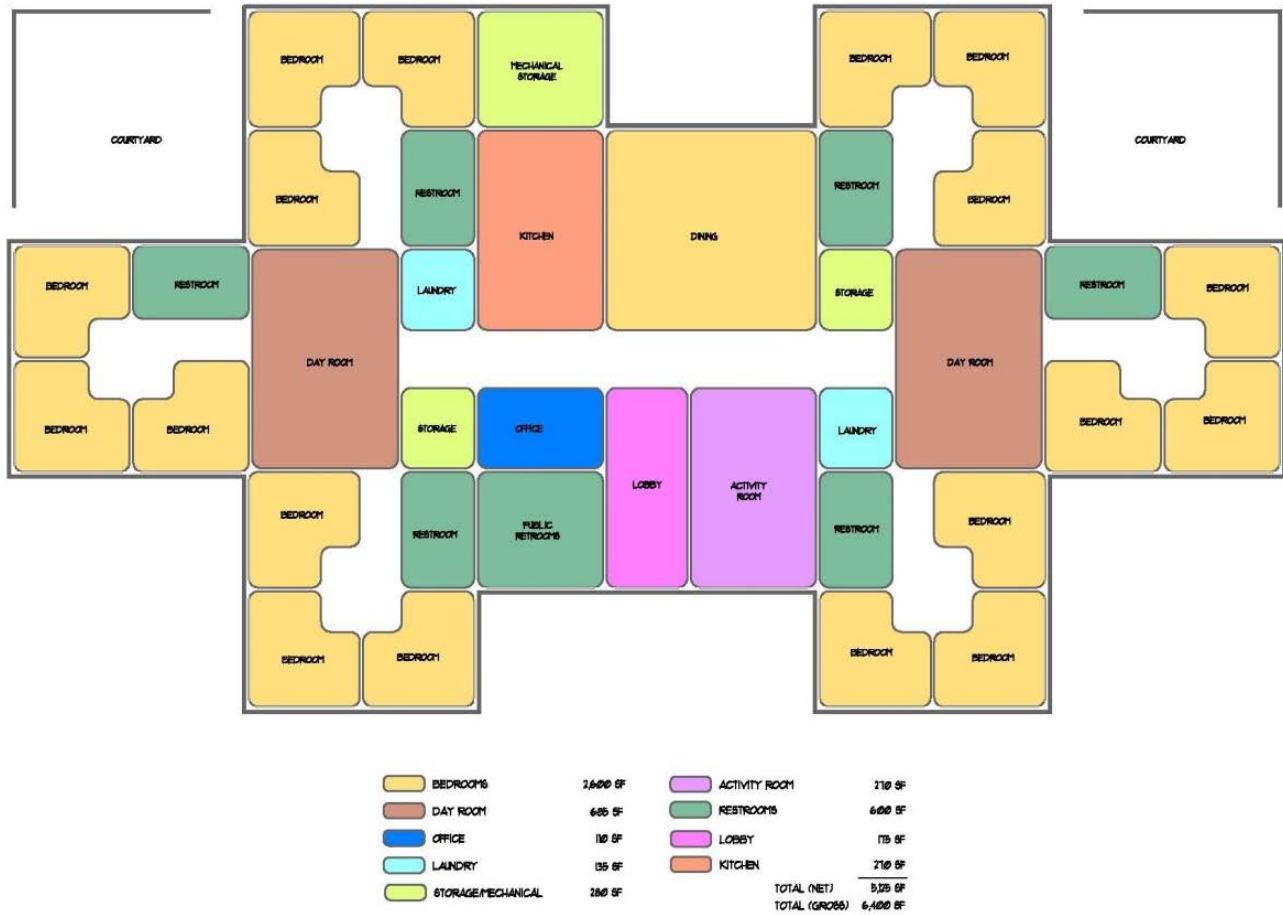 BEDROOM
BEDROOM
MECHANICAL
STORAGE
BEDROOM
BEDROOM
COURTYARD
COURTYARD
BEDROOM
RESTROOM
KITCHEN
DINING
RESTROOM
BEDROOM
BEDROOM
RESTROOM
LAUNDRY
STORAGE
RESTROOM
BEDROOM
DAY ROOM
DAY ROOM
BEDROOM
BEDROOM
STORAGE
OFFICE
LAUNDRY
BEDROOM
BEDROOM
BEDROOM
RESTROOM
PUBLIC
RETROOMS
LOBBY
ACTIVITY
ROOM
RESTROOM
BEDROOM
BEDROOM
BEDROOM
BEDROOM
BEDROOM
BEDROOMS 2,600 SF
DAY ROOM 685 SF
OFFICE 110 SF
LAUNDRY 135 SF
STORAGE/MECHANICAL 280 SF
ACTIVITY ROOM 270 SF
RESTROOMS 600 SF
LOBBY 175 SF
KITCHEN 270 SF
TOTAL (NET) 5,125 SF
TOTAL (GROSS) 6,400 SF